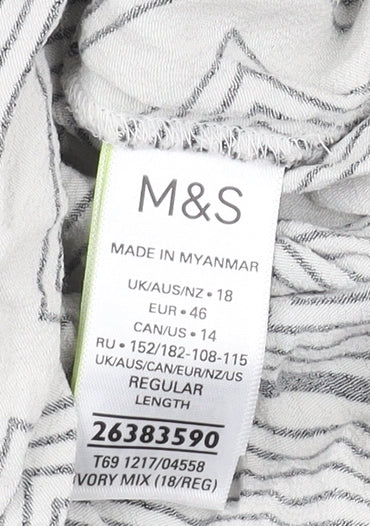 M&S
MADE IN MYANMAR
UK/AUS/NZ • 18
EUR • 46
CAN/US • 14
RU • 152/182-108-115
UK/AUS/CAN/EUR/NZ/US
REGULAR
LENGTH
26383590
T69 1217/04558
IVORY MIX (18/REG)